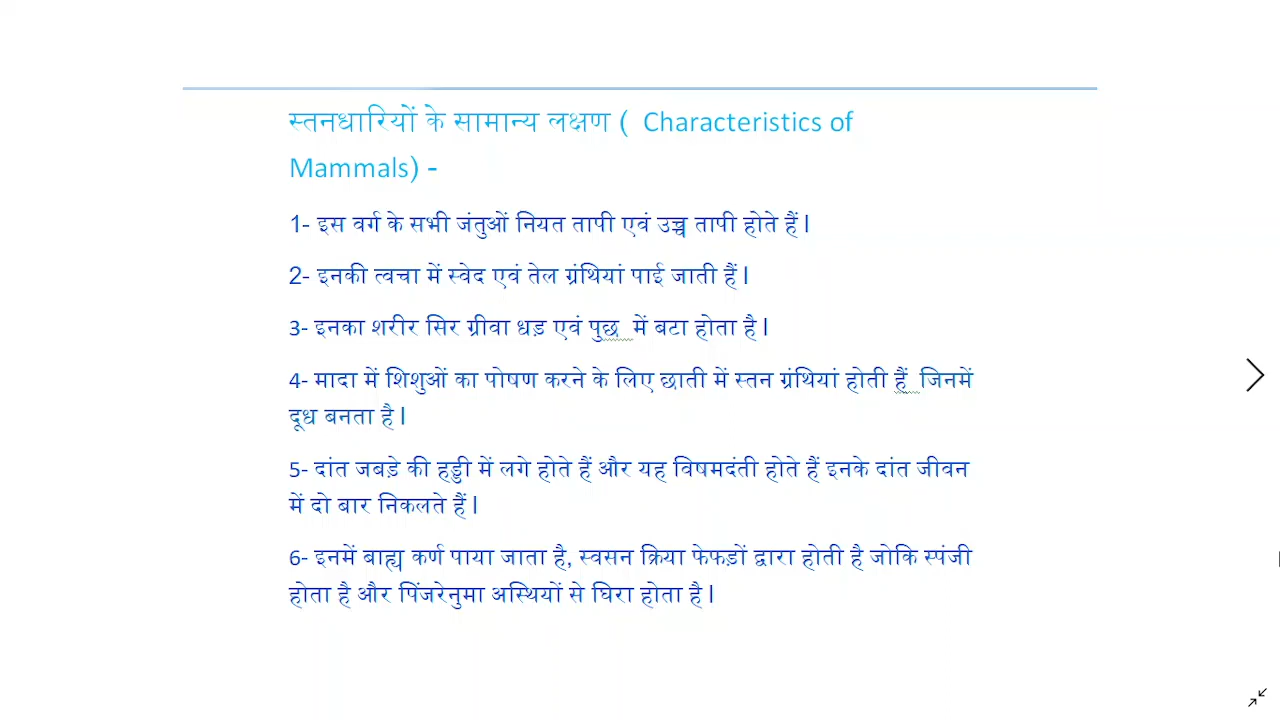 स्तनधारियों के सामान्य लक्षण ( Characteristics of
Mammals) -
1- इस वर्ग के सभी जंतुओं नियत तापी एवं उच्च तापी होते हैं।
2- इनकी त्वचा में स्वेद एवं तेल ग्रंथियां पाई जाती हैं।
3- इनका शरीर सिर ग्रीवा धड़ एवं पुछ में बटा होता है।
4- मादा में शिशुओं का पोषण करने के लिए छाती में स्तन ग्रंथियां होती हैं जिनमें
दूध बनता है।
5- दांत जबड़े की हड्डी में लगे होते हैं और यह विषमदंती होते हैं इनके दांत जीवन
में दो बार निकलते हैं।
6- इनमें बाह्य कर्ण पाया जाता है, स्वसन क्रिया फेफड़ों द्वारा होती है जोकि स्पंजी
होता है और पिंजरेनुमा अस्थियों से घिरा होता है।